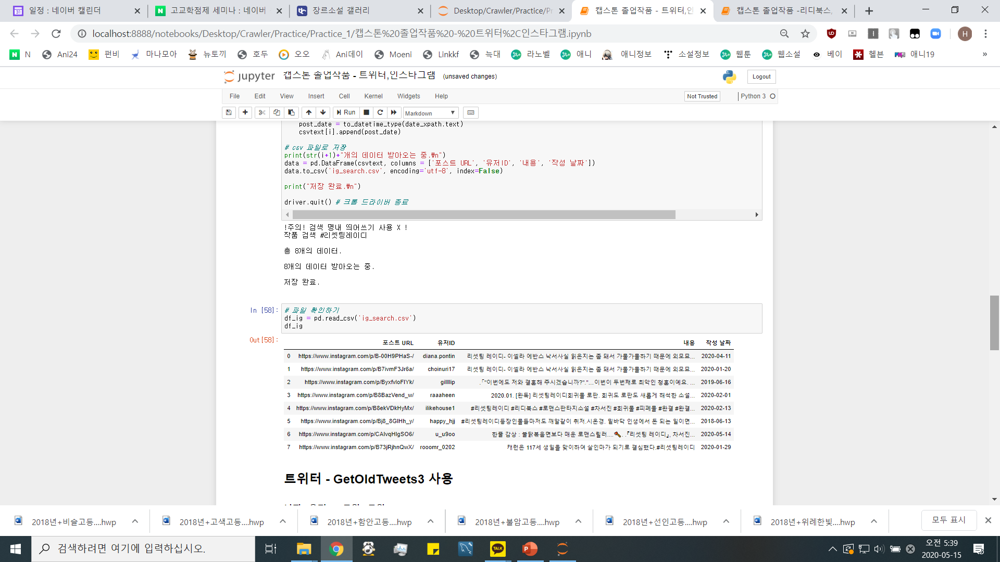 일정 : 네이버 캘린더
고교학점제 세미나 : 네이버
장르소설 갤러리
Desktop/Crawler/Practice/Pr
캡스톤 졸업작품 - 트위터,인
캡스톤 졸업작품 -리디북스,
localhost:8888/notebooks/Desktop/Crawler/Practice/Practice_1/캡스톤%20졸업작품%20-%20트위터%2C인스타그램.ipynb
N Ani24 펀비 마나모아 뉴토끼 호두 오오 Ani데이 Moeni Linkkf 늑대 라노벨 애니 애니정보 소설정보 웹툰 웹소설 베이 헬븐 애니19 »
jupyter 캡스톤 졸업작품 - 트위터,인스타그램 (unsaved changes) Logout
File Edit View Insert Cell Kernel Widgets Help Not Trusted Python 3
Run Markdown
post_date = to_datetime_type(date_xpath.text)
csvtext[i].append(post_date)
# csv 파일로 저장
print(str(i+1)+"개의 데이터 받아오는 중.₩n")
data = pd.DataFrame(csvtext, columns = ['포스트 URL', '유저ID', '내용', '작성 날짜'])
data.to_csv('ig_search.csv', encoding='utf-8', index=False)
print("저장 완료.₩n")
driver.quit() # 크롬 드라이버 종료
!주의! 검색 명내 띄어쓰기 사용 X !
작품 검색 #리셋팅레이디
총 8개의 데이터.
8개의 데이터 받아오는 중.
저장 완료.
In [58]: # 파일 확인하기
df_ig = pd.read_csv('ig_search.csv')
df_ig
Out[58]:
포스트 URL 유저ID 내용 작성 날짜
0 https://www.instagram.com/p/B-00H9PHaS-/ diana.pontin 리셋팅 레이디- 이셀라 에반스 낙서사실 읽은지는 좀 돼서 가물가물하기 때문에 외모묘... 2020-04-11
1 https://www.instagram.com/p/B7ivmF3Jr6a/ choinuri17 리셋팅 레이디- 이셀라 에반스 낙서사실 읽은지는 좀 돼서 가물가물하기 때문에 외모묘... 2020-01-20
2 https://www.instagram.com/p/ByxfvloFIYk/ gillllip .「"이번에도 저와 결혼해 주시겠습니까?"."...이번이 두번째로 최악인 청혼이예요. ... 2019-06-16
3 https://www.instagram.com/p/B8BazVend_w/ raaaheen 2020.01. [완독] 리셋팅레이디회귀물 로판. 회귀도 로판도 새롭게 해석한 소설... 2020-02-01
4 https://www.instagram.com/p/B8ekVDkHyMx/ ilikehouse1 #리셋팅레이디 #리디북스 #로맨스판타지소설 #차서진 #회귀물 #피폐물 #완결 #완결... 2020-02-13
5 https://www.instagram.com/p/Bj8_8GIHh_y/ happy_hjj #리셋팅레이디등장인물들마저도 깨알같이 취저.시온경. 밑바닥 인생에서 돈 되는 일이면... 2018-06-13
6 https://www.instagram.com/p/CAIvqHIgSO6/ u_u9oo 한줄 감상 : 불닭볶음면보다 매운 로맨스릴러....🔨. .『리셋팅 레이디』, 차서진... 2020-05-14
7 https://www.instagram.com/p/B73jRjhnQwX/ rooomr_0202 캐런은 117세 생일을 맞이하여 살인마가 되기로 결심했다.#리셋팅레이디 2020-01-29
트위터 - GetOldTweets3 사용
2018년+비슬고등....hwp
2018년+고색고등....hwp
2018년+함안고등....hwp
2018년+불암고등....hwp
2018년+선인고등....hwp
2018년+위례한빛....hwp
모두 표시
검색하려면 여기에 입력하십시오.
오전 5:39
2020-05-15